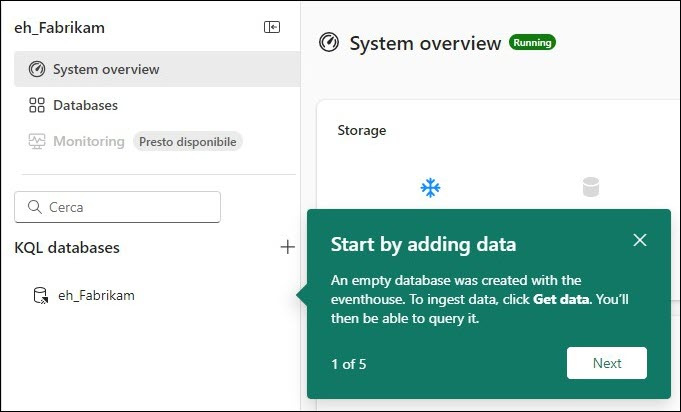 eh_Fabrikam
System overview
Databases
Monitoring Presto disponibile
Cerca
KQL databases
eh_Fabrikam
System overview Running
Storage
Start by adding data
An empty database was created with the
eventhouse. To ingest data, click Get data. You’ll
then be able to query it.
1 of 5
Next